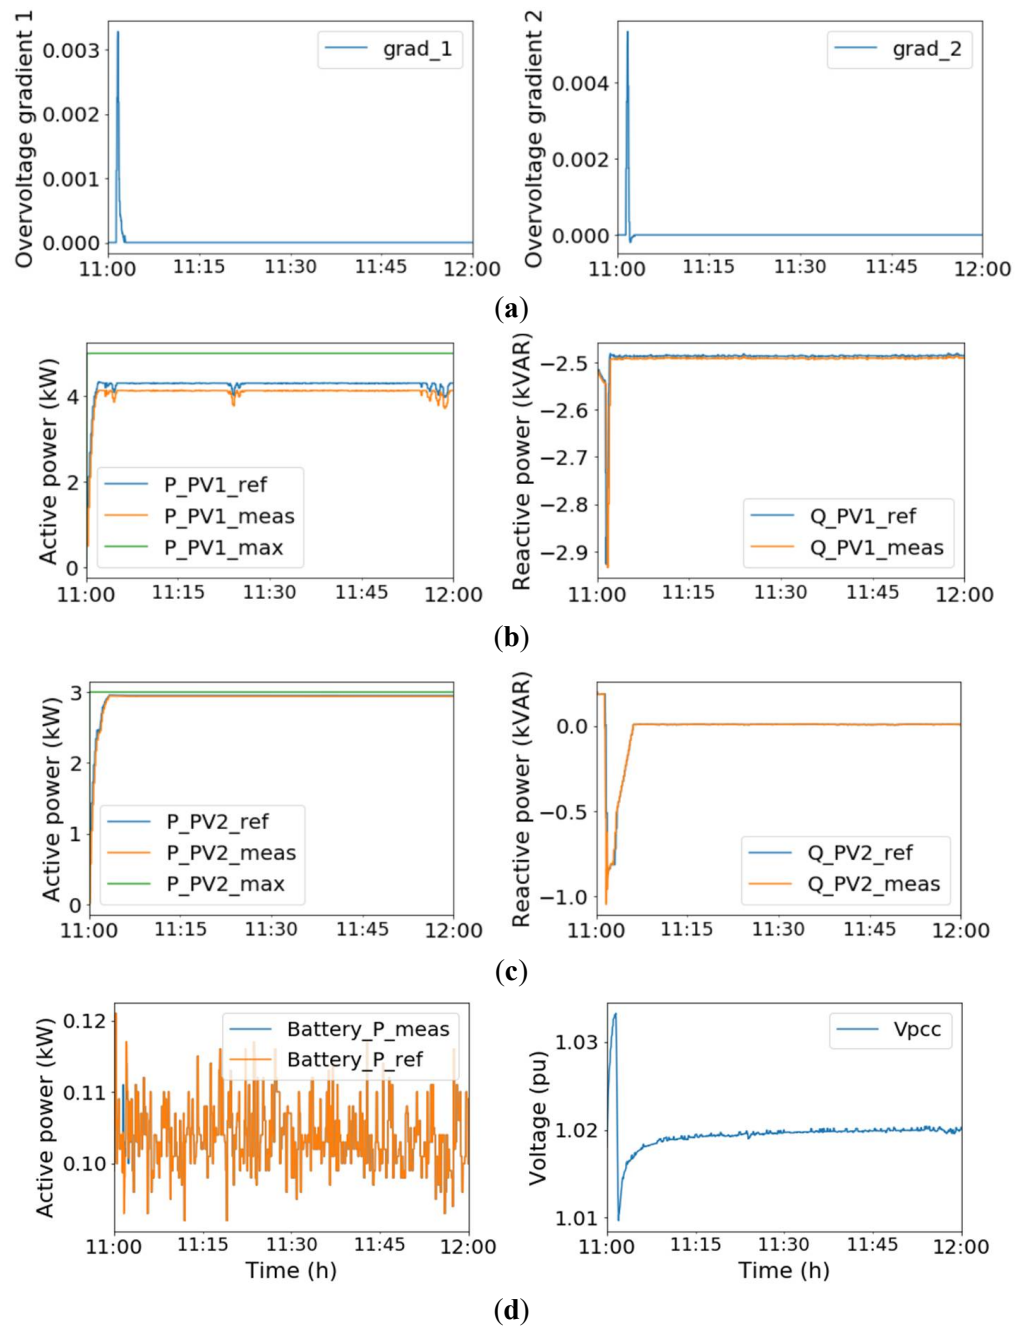 Overvoltage gradient 1
0.003
0.002
0.001
0.000
grad_1
11:00 11:15 11:30 11:45 12:00
Overvoltage gradient 2
0.004
0.002
0.000
grad_2
11:00 11:15 11:30 11:45 12:00
(a)
Active power (kW)
4
2
0
P_PV1_ref
P_PV1_meas
P_PV1_max
11:00 11:15 11:30 11:45 12:00
Reactive power (kVAR)
−2.5
−2.6
−2.7
−2.8
−2.9
Q_PV1_ref
Q_PV1_meas
11:00 11:15 11:30 11:45 12:00
(b)
Active power (kW)
3
2
1
0
P_PV2_ref
P_PV2_meas
P_PV2_max
11:00 11:15 11:30 11:45 12:00
Reactive power (kVAR)
0.0
−0.5
−1.0
Q_PV2_ref
Q_PV2_meas
11:00 11:15 11:30 11:45 12:00
(c)
Active power (kW)
0.12
0.11
0.10
Battery_P_meas
Battery_P_ref
11:00 11:15 11:30 11:45 12:00
Time (h)
Voltage (pu)
1.03
1.02
1.01
Vpcc
11:00 11:15 11:30 11:45 12:00
Time (h)
(d)